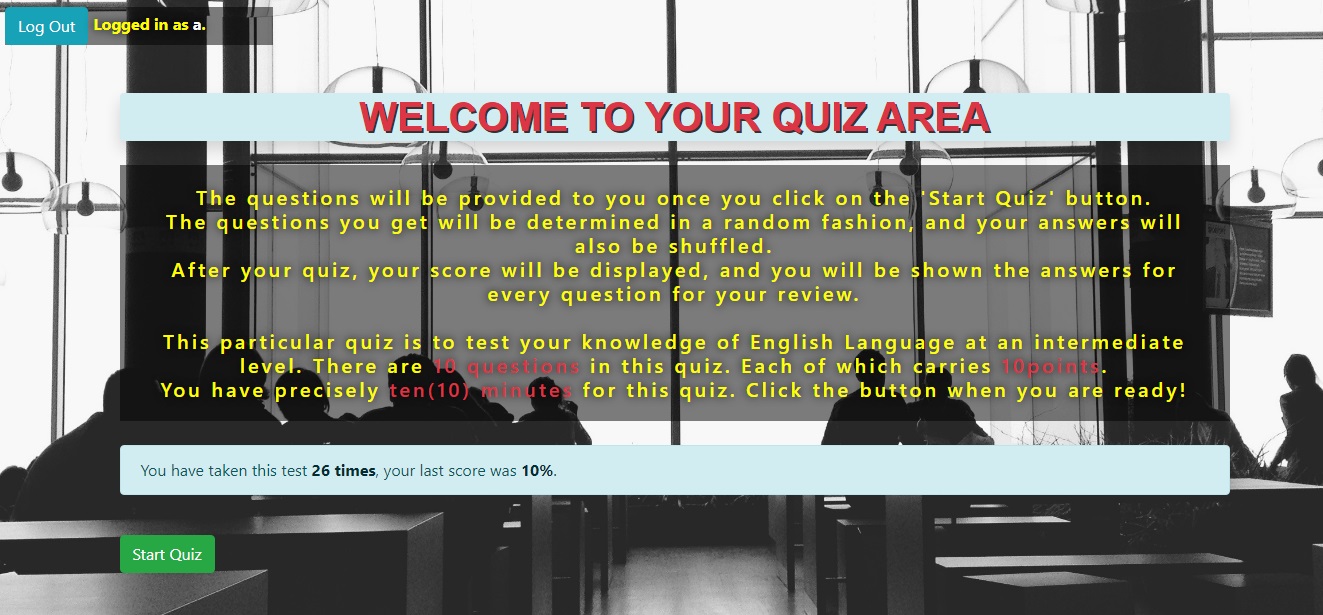 Log Out Logged in as a.
WELCOME TO YOUR QUIZ AREA
The questions will be provided to you once you click on the 'Start Quiz' button.
The questions you get will be determined in a random fashion, and your answers will
also be shuffled.
After your quiz, your score will be displayed, and you will be shown the answers for
every question for your review.
This particular quiz is to test your knowledge of English Language at an intermediate
level. There are 10 questions in this quiz. Each of which carries 10points.
You have precisely ten(10) minutes for this quiz. Click the button when you are ready!
You have taken this test 26 times, your last score was 10%.
Start Quiz